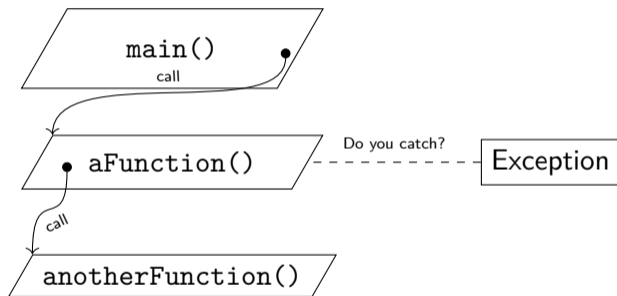 main()
call
aFunction()
Do you catch?
Exception
call
anotherFunction()